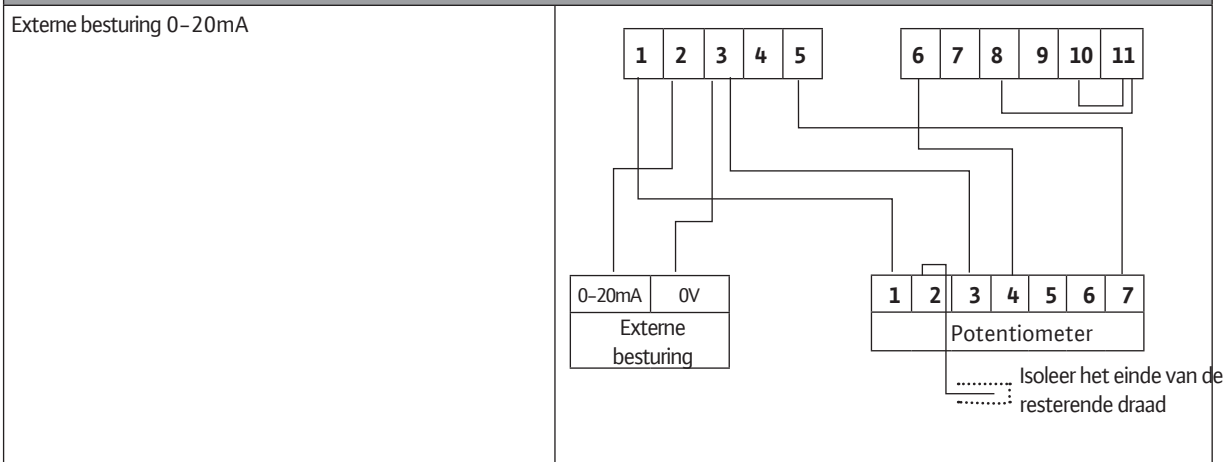 Externe besturing 0–20mA
1 2 3 4 5
6 7 8 9 10 11
0–20mA 0V
Externe
besturing
1 2 3 4 5 6 7
Potentiometer
Isoleer het einde van de
resterende draad